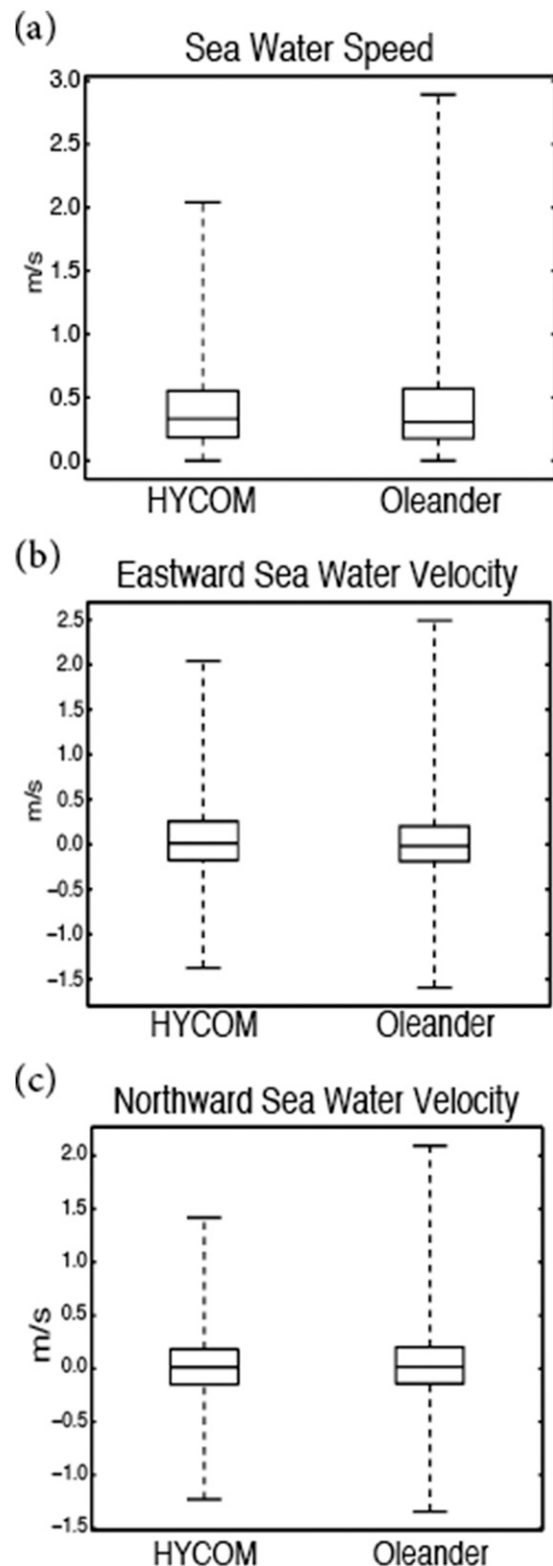 (a)
Sea Water Speed
3.0
2.5
2.0
1.5
1.0
0.5
0.0
m/s
HYCOM Oleander
(b)
Eastward Sea Water Velocity
2.5
2.0
1.5
1.0
0.5
0.0
−0.5
−1.0
−1.5
m/s
HYCOM Oleander
(c)
Northward Sea Water Velocity
2.0
1.5
1.0
0.5
0.0
−0.5
−1.0
−1.5
m/s
HYCOM Oleander